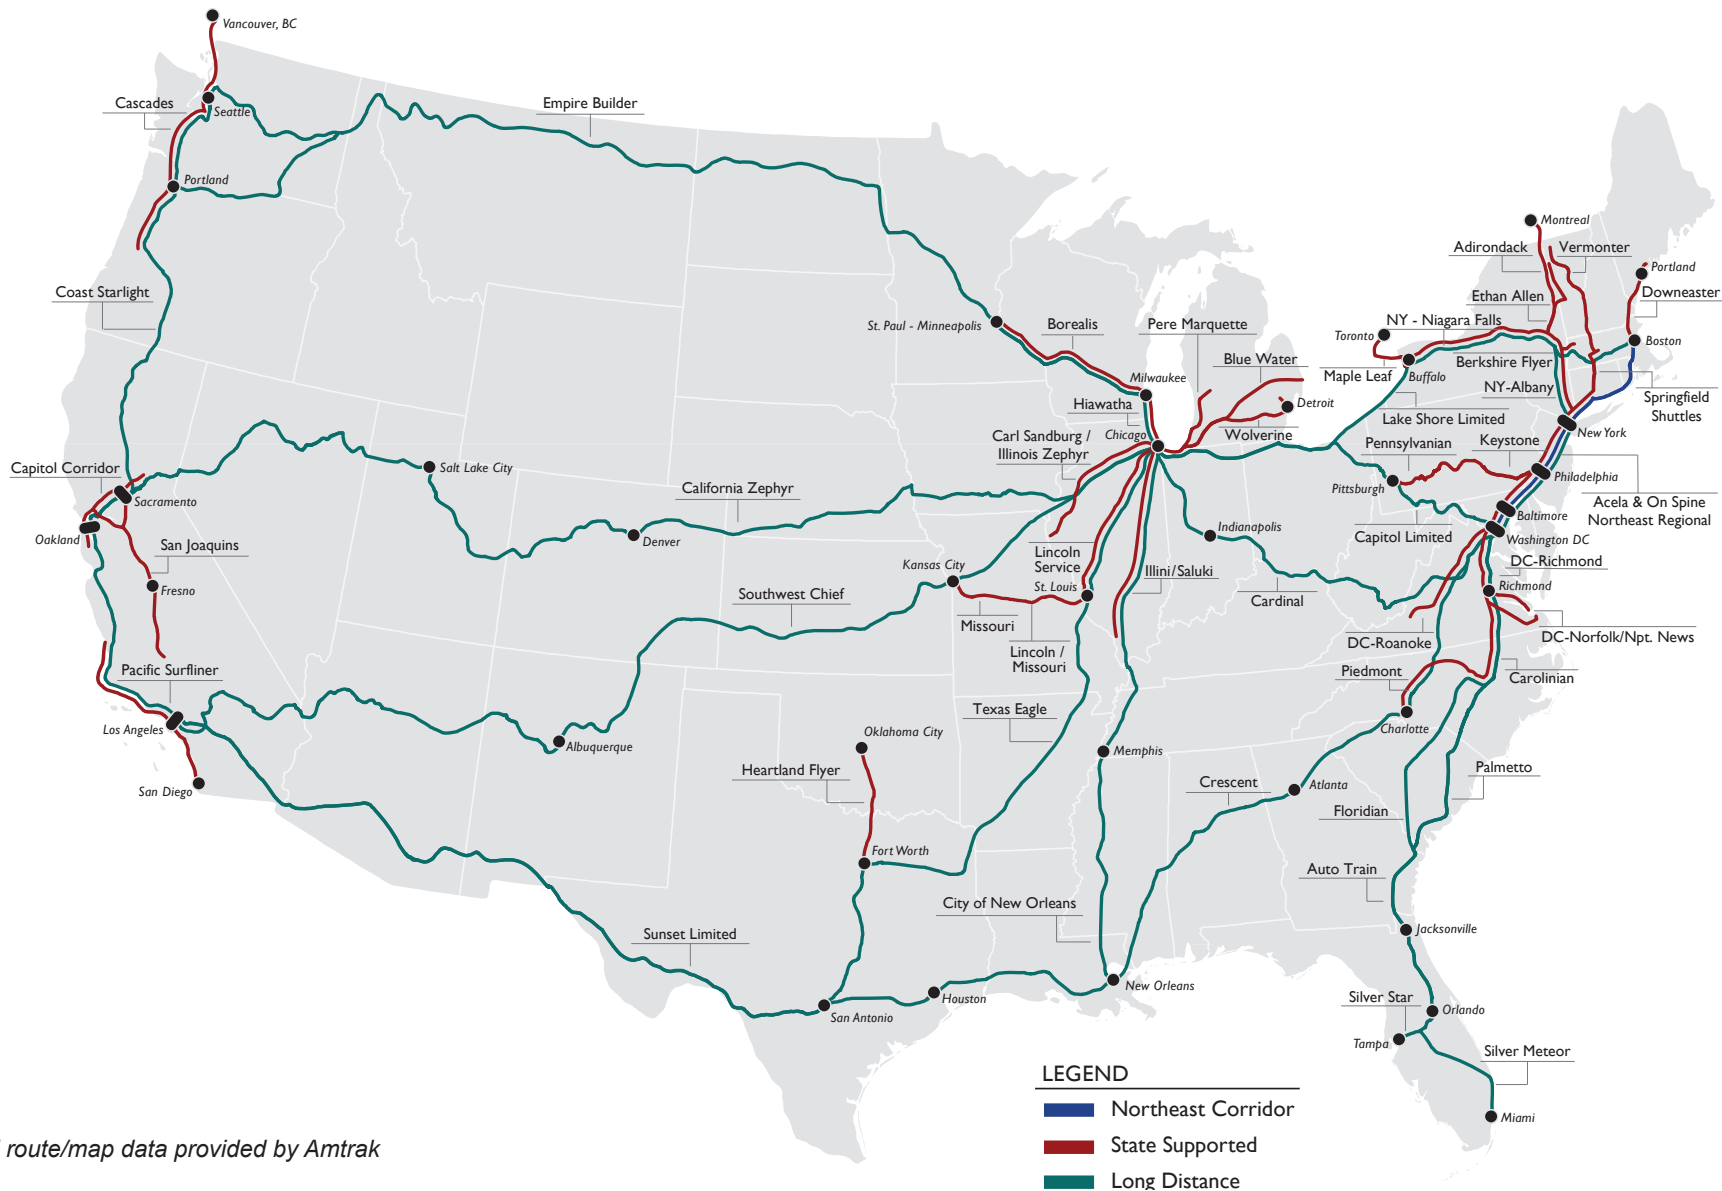 Vancouver, BC
Cascades
Seattle
Empire Builder
Portland
Montreal
Adirondack
Vermonter
Portland
Coast Starlight
Ethan Allen
Downeaster
St. Paul - Minneapolis
Borealis
Pere Marquette
NY - Niagara Falls
Toronto
Boston
Blue Water
Berkshire Flyer
Maple Leaf
Buffalo
Milwaukee
NY-Albany
Springfield
Shuttles
Hiawatha
Detroit
Lake Shore Limited
Chicago
Wolverine
New York
Carl Sandburg /
Illinois Zephyr
Pennsylvanian
Keystone
Capitol Corridor
Salt Lake City
Philadelphia
Pittsburgh
California Zephyr
Sacramento
Acela & On Spine
Northeast Regional
Baltimore
Oakland
Denver
Indianapolis
Capitol Limited
Washington DC
San Joaquins
Lincoln
Service
DC-Richmond
Kansas City
Illini/Saluki
Fresno
St. Louis
Richmond
Southwest Chief
Cardinal
Missouri
DC-Norfolk/Npt. News
Lincoln /
Missouri
DC-Roanoke
Pacific Surfliner
Piedmont
Carolinian
Texas Eagle
Los Angeles
Oklahoma City
Charlotte
Albuquerque
Memphis
Heartland Flyer
Palmetto
San Diego
Crescent
Atlanta
Floridian
Fort Worth
Auto Train
City of New Orleans
Jacksonville
Sunset Limited
New Orleans
Houston
Silver Star
Orlando
San Antonio
Tampa
Silver Meteor
LEGEND
Northeast Corridor
Miami
State Supported
route/map data provided by Amtrak
Long Distance